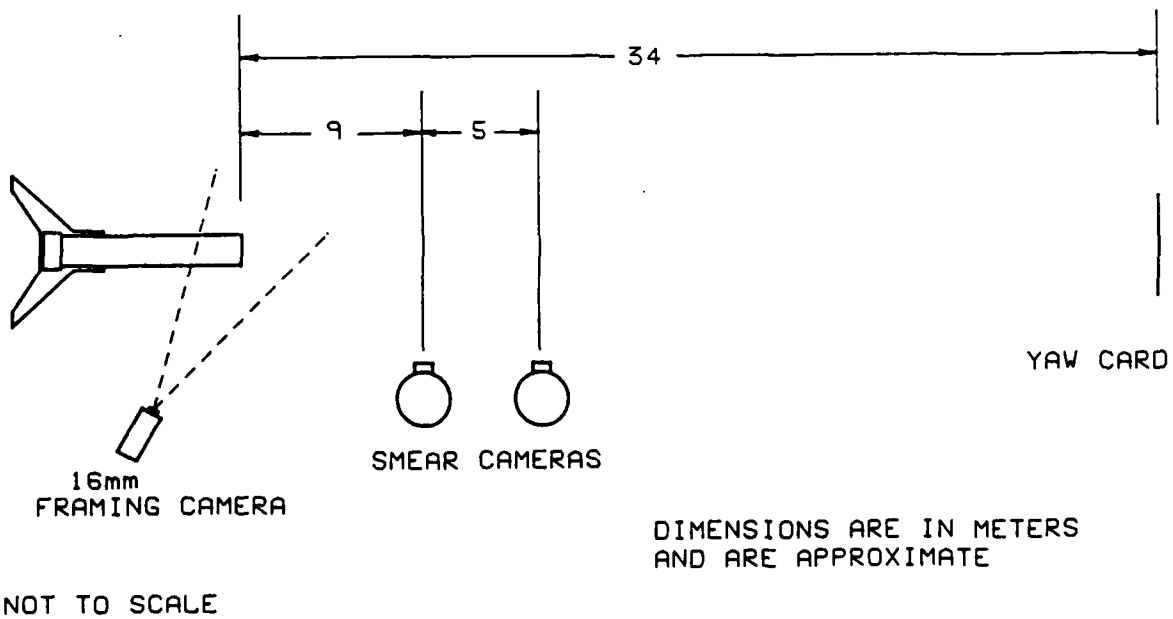 34
9
5
YAW CARD
SMEAR CAMERAS
16mm
FRAMING CAMERA
DIMENSIONS ARE IN METERS
AND ARE APPROXIMATE
NOT TO SCALE